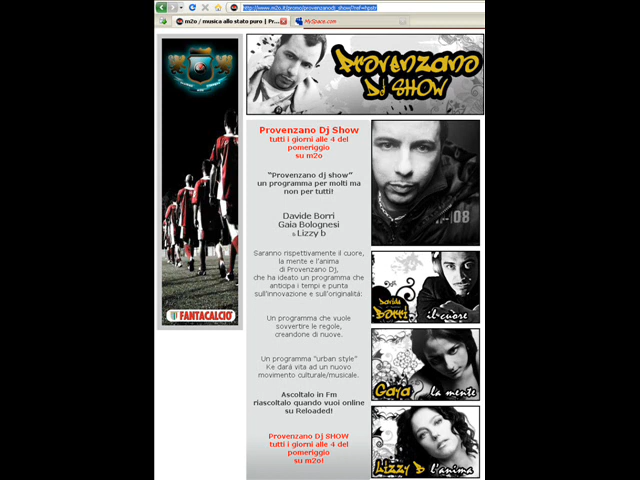 http://www.m2o.it/promo/provenzanodj_show/?ref=hpstr
m2o / musica allo stato puro | Pr...
MySpace.com
Provenzano
Dj SHOW
FANTACALCIO
Provenzano Dj Show
tutti i giorni alle 4 del
pomeriggio
su m2o
"Provenzano dj show"
un programma per molti ma
non per tutti!
Davide Borri
Gaia Bolognesi
& Lizzy b
Saranno rispettivamente il cuore,
la mente e l'anima
di Provenzano Dj,
che ha ideato un programma che
anticipa i tempi e punta
sull'innovazione e sull'originalità:
Un programma che vuole
sovvertire le regole,
creandone di nuove.
Un programma "urban style"
Ke darà vita ad un nuovo
movimento culturale/musicale.
Ascoltalo in Fm
riascoltalo quando vuoi online
su Reloaded!
Provenzano Dj SHOW
tutti i giorni alle 4 del
pomeriggio
su m2o!
08
Davide
Borri il cuore
Gaia la mente
Lizzy B l'anima